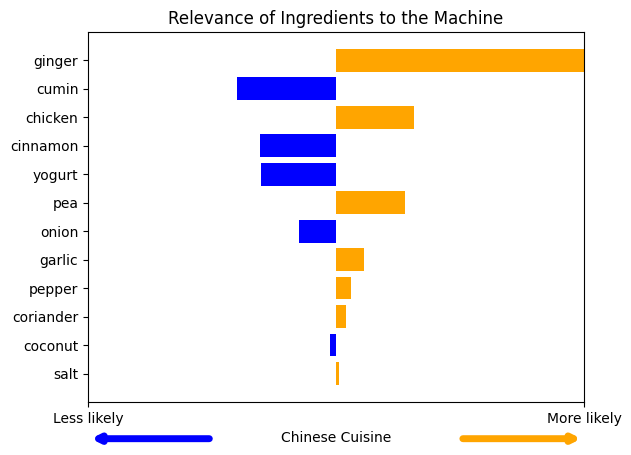 Relevance of Ingredients to the Machine
ginger
cumin
chicken
cinnamon
yogurt
pea
onion
garlic
pepper
coriander
coconut
salt
Less likely
More likely
Chinese Cuisine